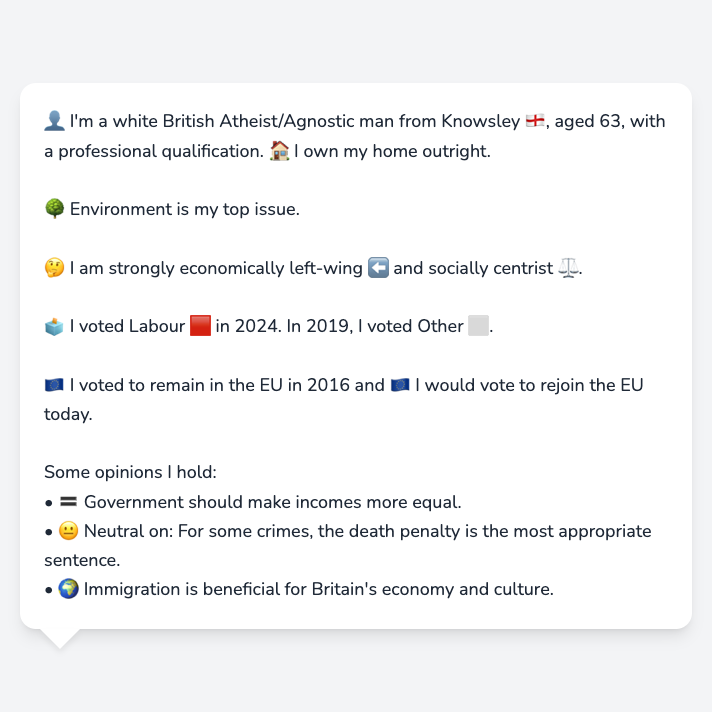 👤 I'm a white British Atheist/Agnostic man from Knowsley 🏴󠁧󠁢󠁥󠁮󠁧󠁿, aged 63, with
a professional qualification. 🏠 I own my home outright.
🌳 Environment is my top issue.
🤔 I am strongly economically left-wing ⬅️ and socially centrist ⚖️.
🗳️ I voted Labour 🟥 in 2024. In 2019, I voted Other ⬜.
🇪🇺 I voted to remain in the EU in 2016 and 🇪🇺 I would vote to rejoin the EU
today.
Some opinions I hold:
• 🟰 Government should make incomes more equal.
• 😐 Neutral on: For some crimes, the death penalty is the most appropriate
sentence.
• 🌍 Immigration is beneficial for Britain's economy and culture.